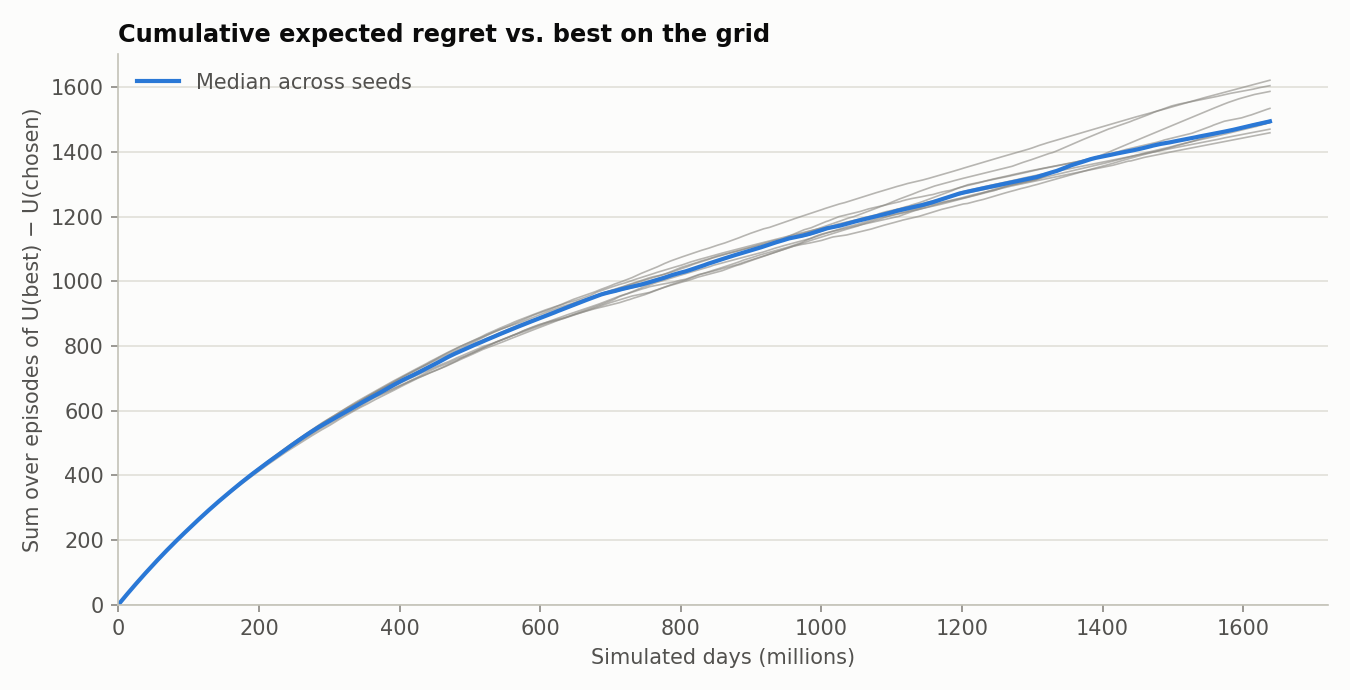 Cumulative expected regret vs. best on the grid
Median across seeds
Sum over episodes of U(best) − U(chosen)
1600
1400
1200
1000
800
600
400
200
0
0 200 400 600 800 1000 1200 1400 1600
Simulated days (millions)